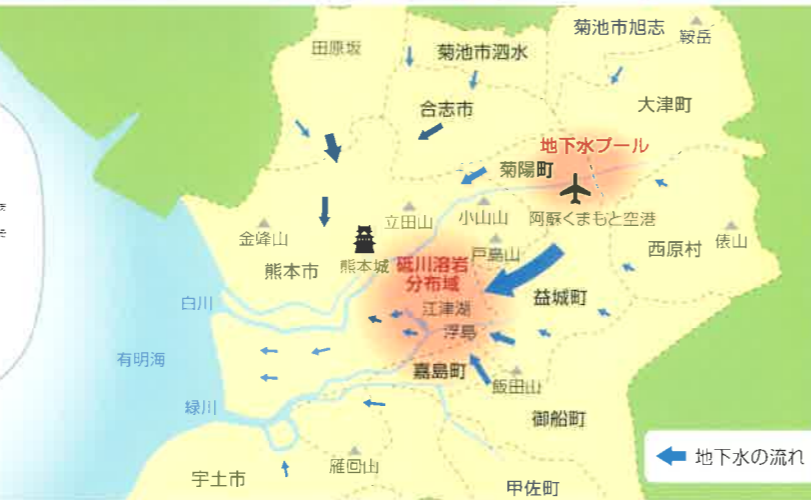 菊池市旭志
鞍岳
田原坂
菊池市泗水
合志市
大津町
地下水プール
菊陽町
阿蘇くまもと空港
立田山
小山山
金峰山
熊本城
戸島山
西原村
俵山
熊本市
砥川溶岩
分布域
白川
江津湖
益城町
浮島
有明海
嘉島町
飯田山
緑川
御船町
地下水の流れ
雁回山
宇土市
甲佐町